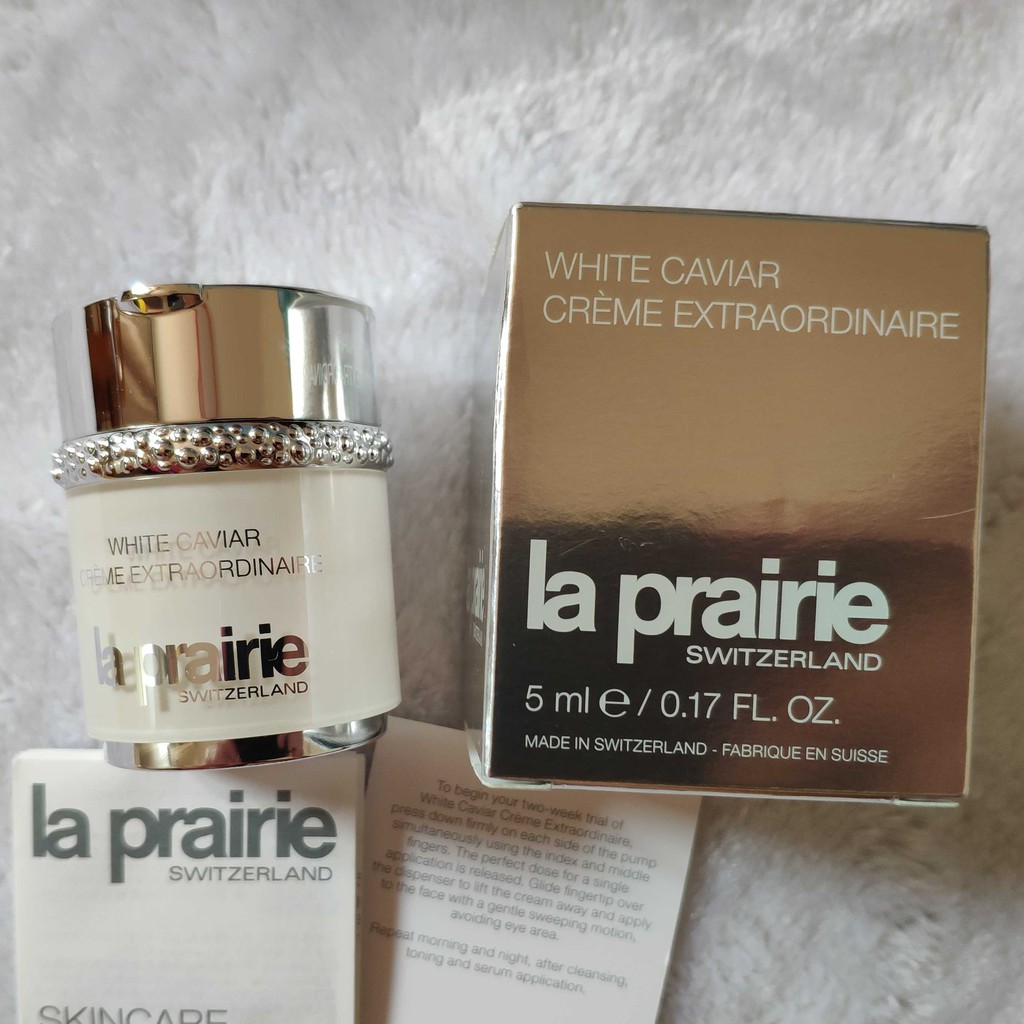 WHITE CAVIAR
CRÈME EXTRAORDINAIRE
la prairie
SWITZERLAND
5 ml e / 0.17 FL. OZ.
MADE IN SWITZERLAND - FABRIQUE EN SUISSE
WHITE CAVIAR
CRÈME EXTRAORDINAIRE
la prairie
SWITZERLAND
la prairie
SWITZERLAND
SKINCARE
To begin your two-week trial of
White Caviar Crème Extraordinaire,
press down firmly on each side of the pump
simultaneously using the index and middle
fingers. The perfect dose for a single
application is released. Glide fingertip over
the dispenser to lift the cream away and apply
to the face with a gentle sweeping motion,
avoiding eye area.
Repeat morning and night, after cleansing,
toning and serum application.